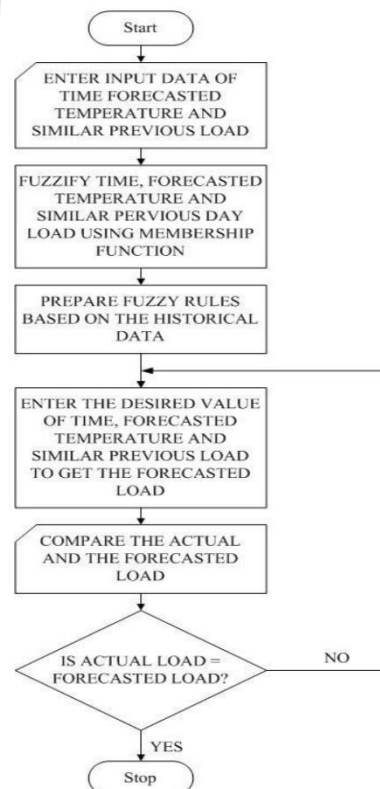 Start
ENTER INPUT DATA OF
TIME FORECASTED
TEMPERATURE AND
SIMILAR PREVIOUS LOAD
FUZZIFY TIME, FORECASTED
TEMPERATURE AND
SIMILAR PERVIOUS DAY
LOAD USING MEMBERSHIP
FUNCTION
PREPARE FUZZY RULES
BASED ON THE HISTORICAL
DATA
ENTER THE DESIRED VALUE
OF TIME, FORECASTED
TEMPERATURE AND
SIMILAR PREVIOUS LOAD
TO GET THE FORECASTED
LOAD
COMPARE THE ACTUAL
AND THE FORECASTED
LOAD
IS ACTUAL LOAD =
FORECASTED LOAD?
NO
YES
Stop